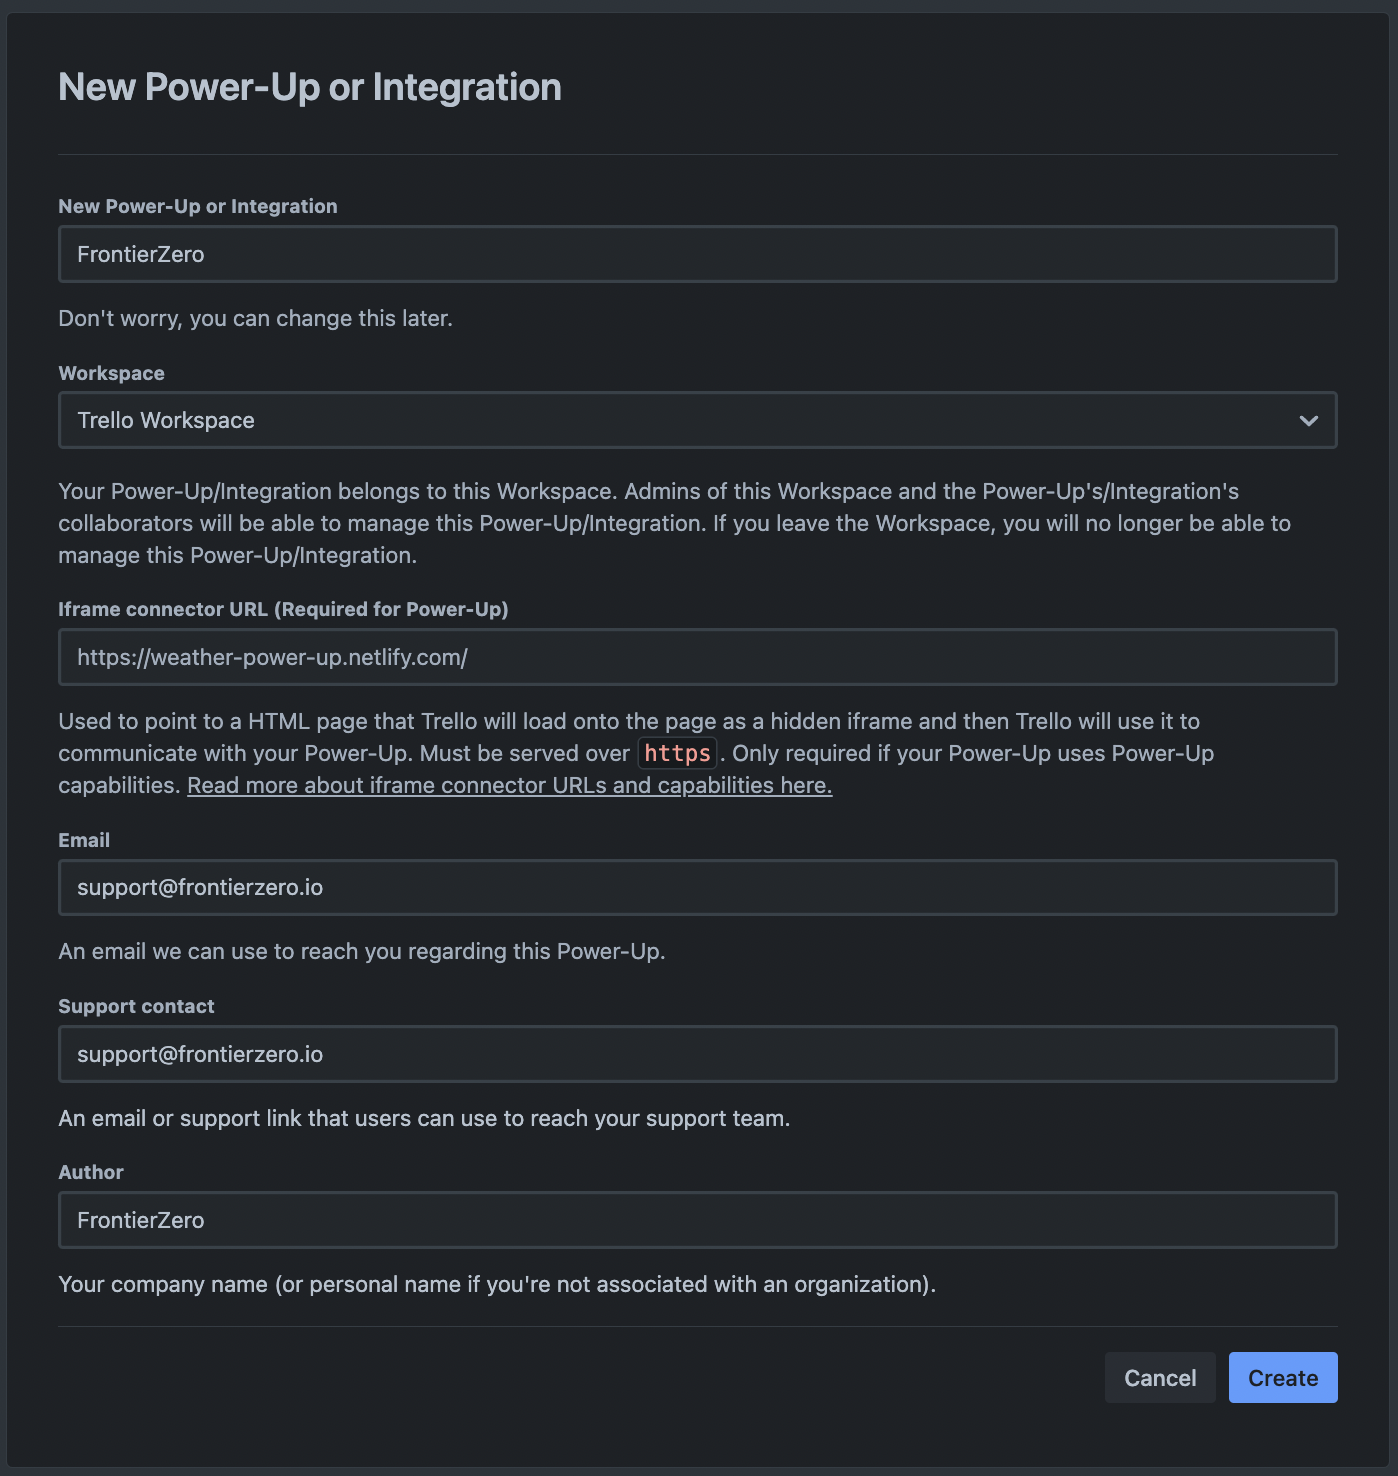 New Power-Up or Integration
New Power-Up or Integration
FrontierZero
Don't worry, you can change this later.
Workspace
Trello Workspace
Your Power-Up/Integration belongs to this Workspace. Admins of this Workspace and the Power-Up's/Integration's
collaborators will be able to manage this Power-Up/Integration. If you leave the Workspace, you will no longer be able to
manage this Power-Up/Integration.
Iframe connector URL (Required for Power-Up)
https://weather-power-up.netlify.com/
Used to point to a HTML page that Trello will load onto the page as a hidden iframe and then Trello will use it to
communicate with your Power-Up. Must be served over https. Only required if your Power-Up uses Power-Up
capabilities. Read more about iframe connector URLs and capabilities here.
Email
support@frontierzero.io
An email we can use to reach you regarding this Power-Up.
Support contact
support@frontierzero.io
An email or support link that users can use to reach your support team.
Author
FrontierZero
Your company name (or personal name if you're not associated with an organization).
Cancel Create